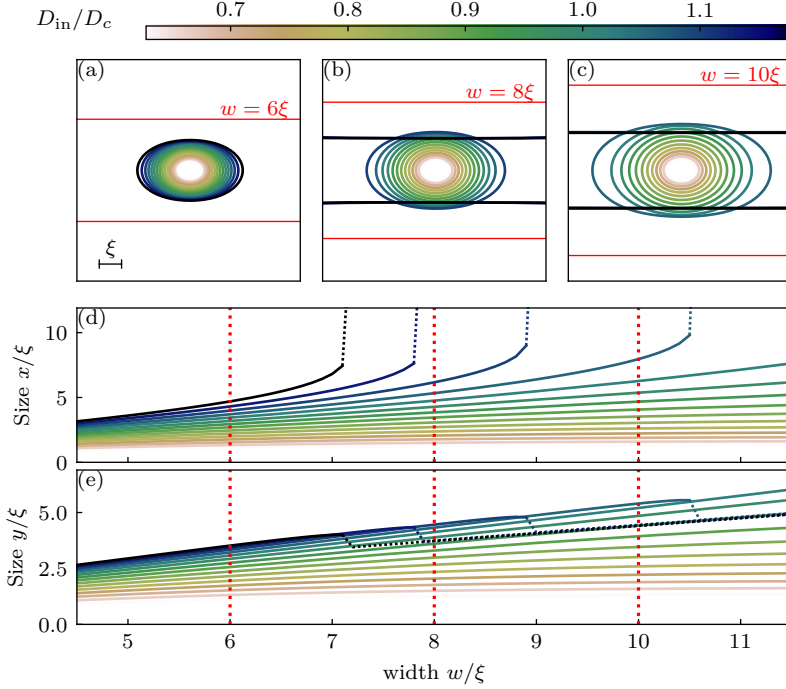 D_in/D_c
0.7 0.8 0.9 1.0 1.1
(a) (b) (c)
w = 6ξ w = 8ξ w = 10ξ
ξ
(d)
Size x/ξ
10
5
0
(e)
Size y/ξ
5.0
2.5
0.0
5 6 7 8 9 10 11
width w/ξ